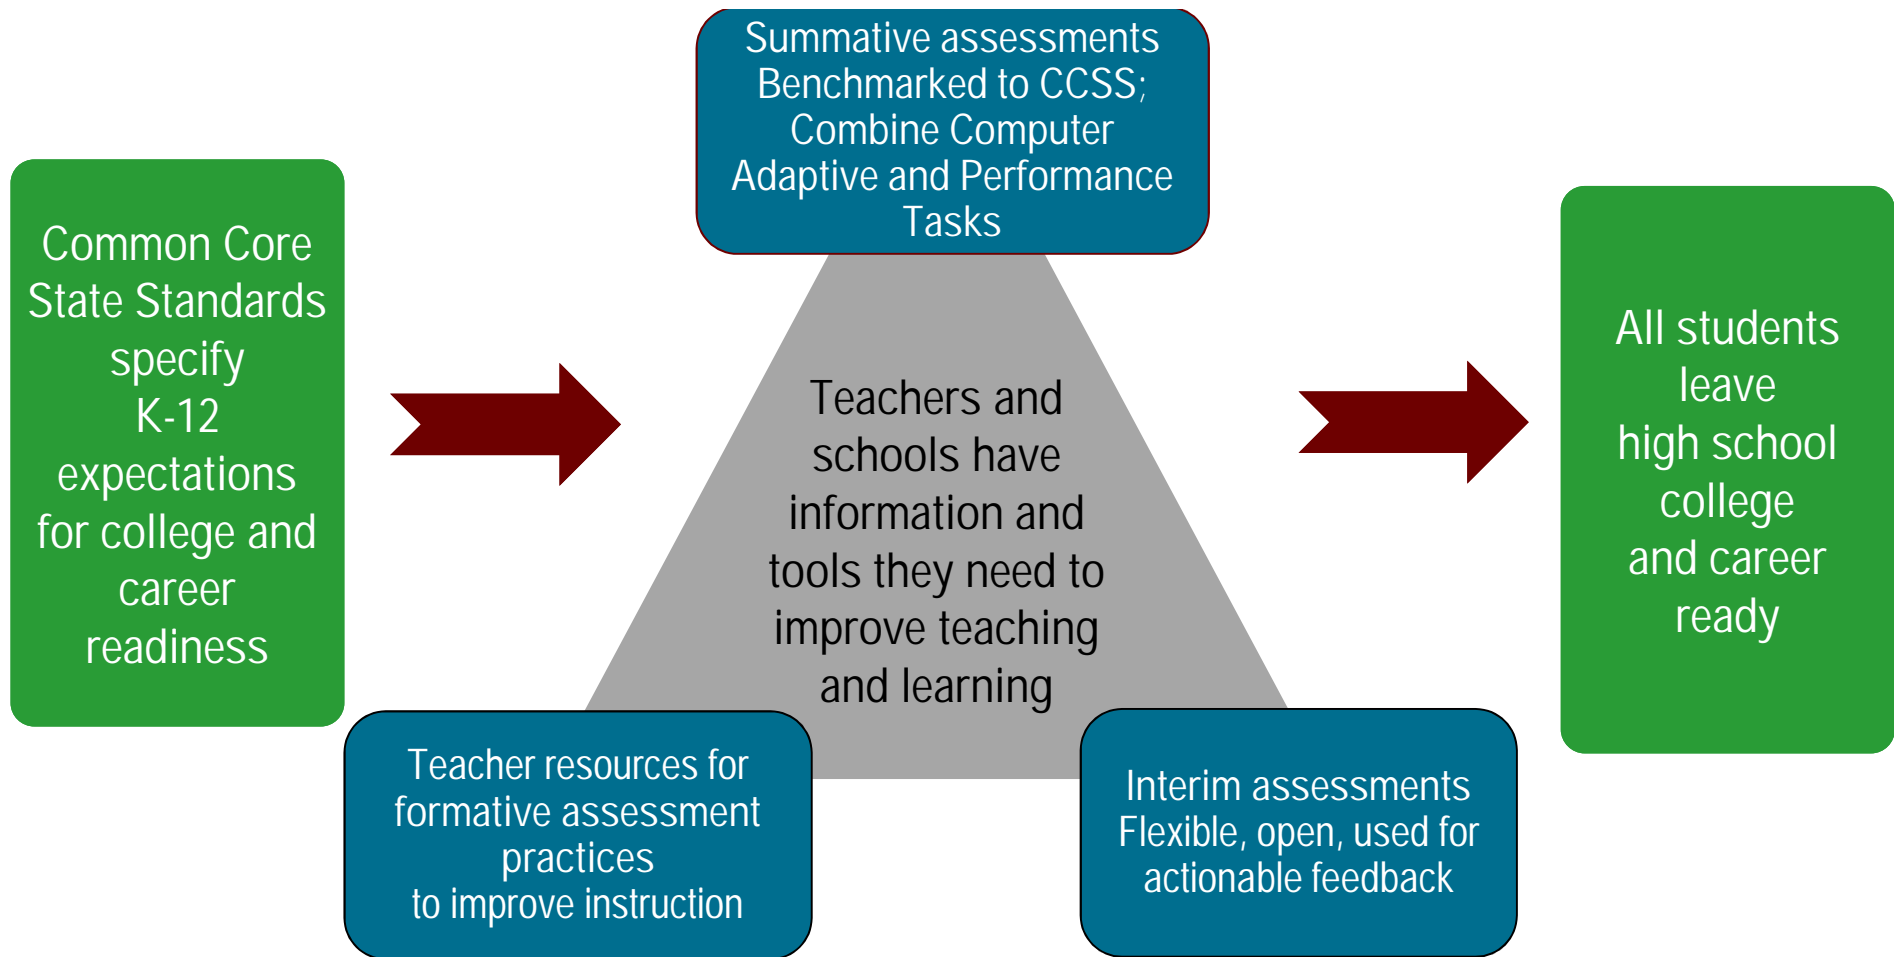 Common Core
State Standards
specify
K-12
expectations
for college and
career
readiness
Summative assessments
Benchmarked to CCSS;
Combine Computer
Adaptive and Performance
Tasks
Teachers and
schools have
information and
tools they need to
improve teaching
and learning
Teacher resources for
formative assessment
practices
to improve instruction
Interim assessments
Flexible, open, used for
actionable feedback
All students
leave
high school
college
and career
ready